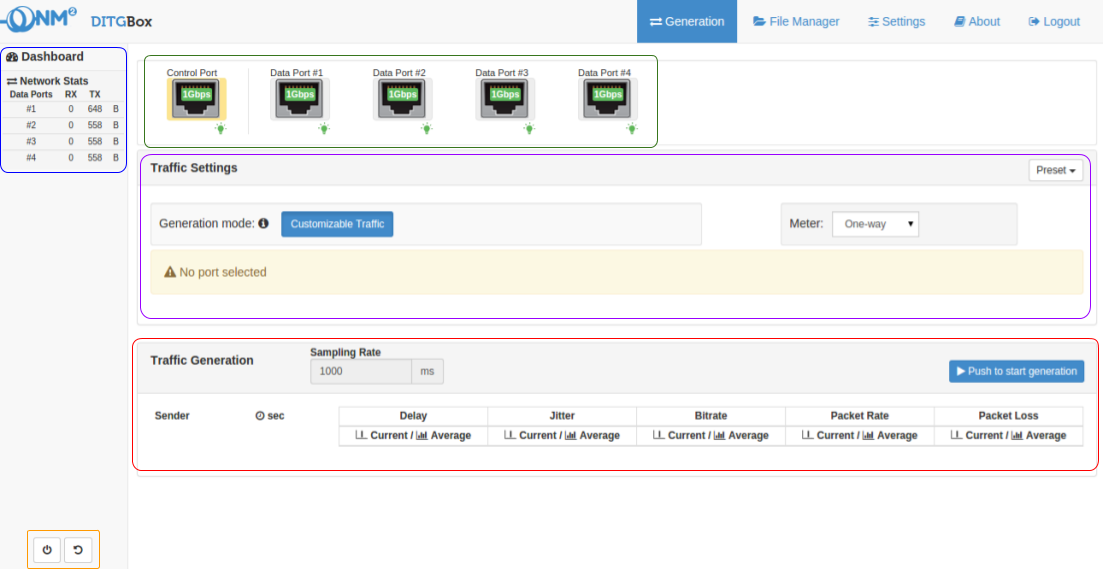 ONM²
DITGBox
Generation
File Manager
Settings
About
Logout
Dashboard
Network Stats
Data Ports RX TX
#1 0 648 B
#2 0 558 B
#3 0 558 B
#4 0 558 B
Control Port Data Port #1 Data Port #2 Data Port #3 Data Port #4
1Gbps 1Gbps 1Gbps 1Gbps 1Gbps
Traffic Settings
Preset
Generation mode: Customizable Traffic
Meter: One-way
No port selected
Traffic Generation
Sampling Rate
1000 ms
Push to start generation
Sender sec Delay Jitter Bitrate Packet Rate Packet Loss
Current / Average Current / Average Current / Average Current / Average Current / Average